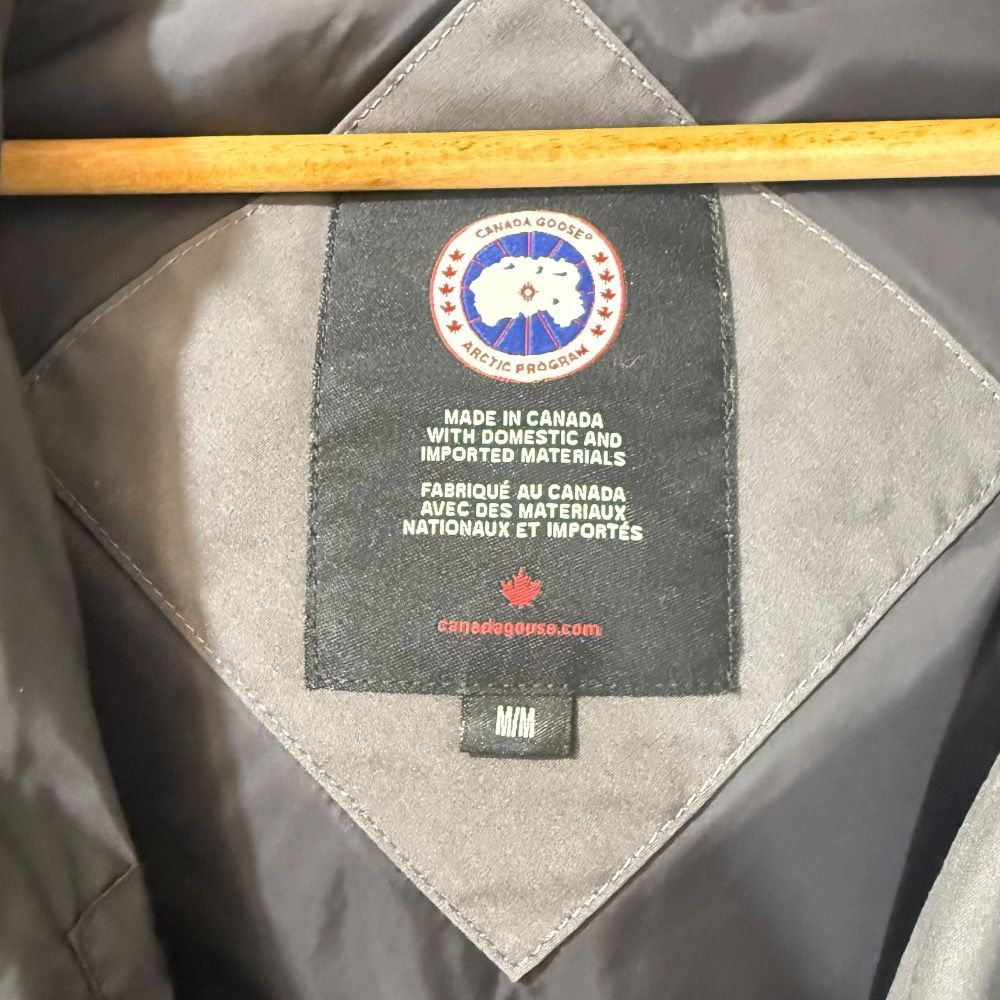 CANADA GOOSE®
ARCTIC PROGRAM
MADE IN CANADA
WITH DOMESTIC AND
IMPORTED MATERIALS
FABRIQUÉ AU CANADA
AVEC DES MATERIAUX
NATIONAUX ET IMPORTÉS
canadagoose.com
M/M